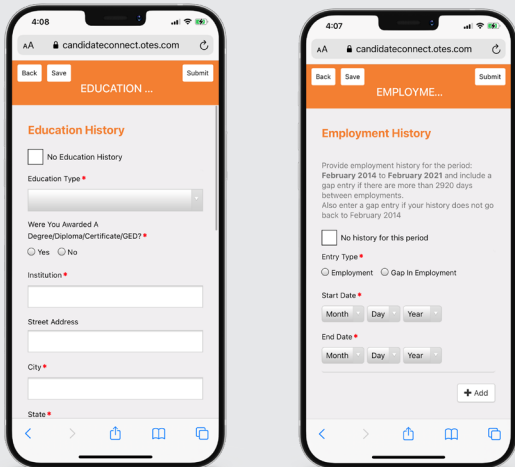 4:08
AA candidateconnect.otes.com
Back Save Submit
EDUCATION ...
Education History
No Education History
Education Type *
Were You Awarded A
Degree/Diploma/Certificate/GED? *
Yes No
Institution *
Street Address
City *
State *
4:07
AA candidateconnect.otes.com
Back Save Submit
EMPLOYME...
Employment History
Provide employment history for the period:
February 2014 to February 2021 and include a
gap entry if there are more than 2920 days
between employments.
Also enter a gap entry if your history does not go
back to February 2014
No history for this period
Entry Type *
Employment Gap In Employment
Start Date *
Month Day Year
End Date *
Month Day Year
+ Add